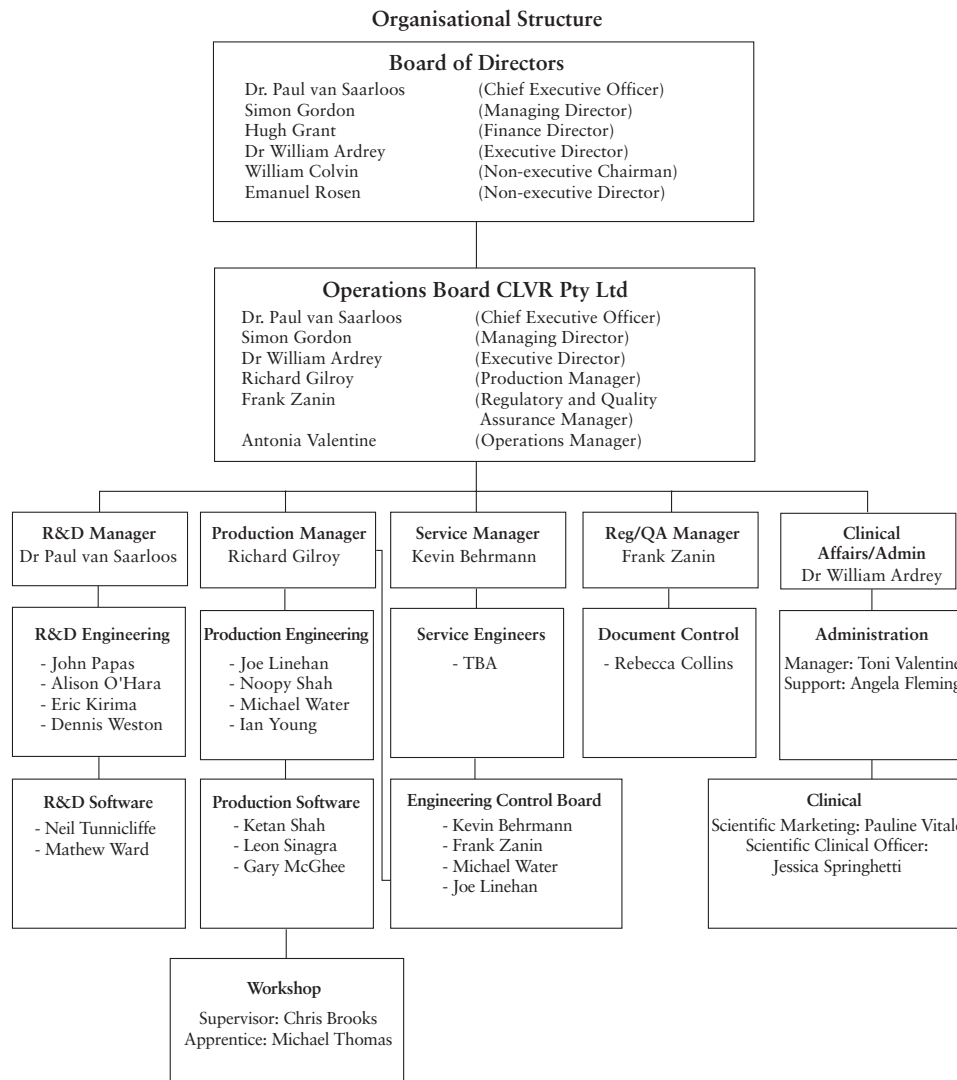 Organisational Structure
Board of Directors
Dr. Paul van Saarloos (Chief Executive Officer)
Simon Gordon (Managing Director)
Hugh Grant (Finance Director)
Dr William Ardrey (Executive Director)
William Colvin (Non-executive Chairman)
Emanuel Rosen (Non-executive Director)
Operations Board CLVR Pty Ltd
Dr. Paul van Saarloos (Chief Executive Officer)
Simon Gordon (Managing Director)
Dr William Ardrey (Executive Director)
Richard Gilroy (Production Manager)
Frank Zanin (Regulatory and Quality
Assurance Manager)
Antonia Valentine (Operations Manager)
R&D Manager
Dr Paul van Saarloos
Production Manager
Richard Gilroy
Service Manager
Kevin Behrmann
Reg/QA Manager
Frank Zanin
Clinical
Affairs/Admin
Dr William Ardrey
R&D Engineering
- John Papas
- Alison O'Hara
- Eric Kirima
- Dennis Weston
Production Engineering
- Joe Linehan
- Noopy Shah
- Michael Water
- Ian Young
Service Engineers
- TBA
Document Control
- Rebecca Collins
Administration
Manager: Toni Valentine
Support: Angela Fleming
R&D Software
- Neil Tunnicliffe
- Mathew Ward
Production Software
- Ketan Shah
- Leon Sinagra
- Gary McGhee
Engineering Control Board
- Kevin Behrmann
- Frank Zanin
- Michael Water
- Joe Linehan
Clinical
Scientific Marketing: Pauline Vitale
Scientific Clinical Officer:
Jessica Springhetti
Workshop
Supervisor: Chris Brooks
Apprentice: Michael Thomas